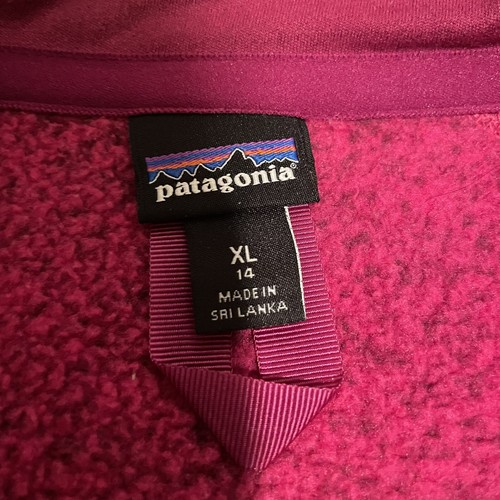 patagonia®
XL
14
MADE IN
SRI LANKA